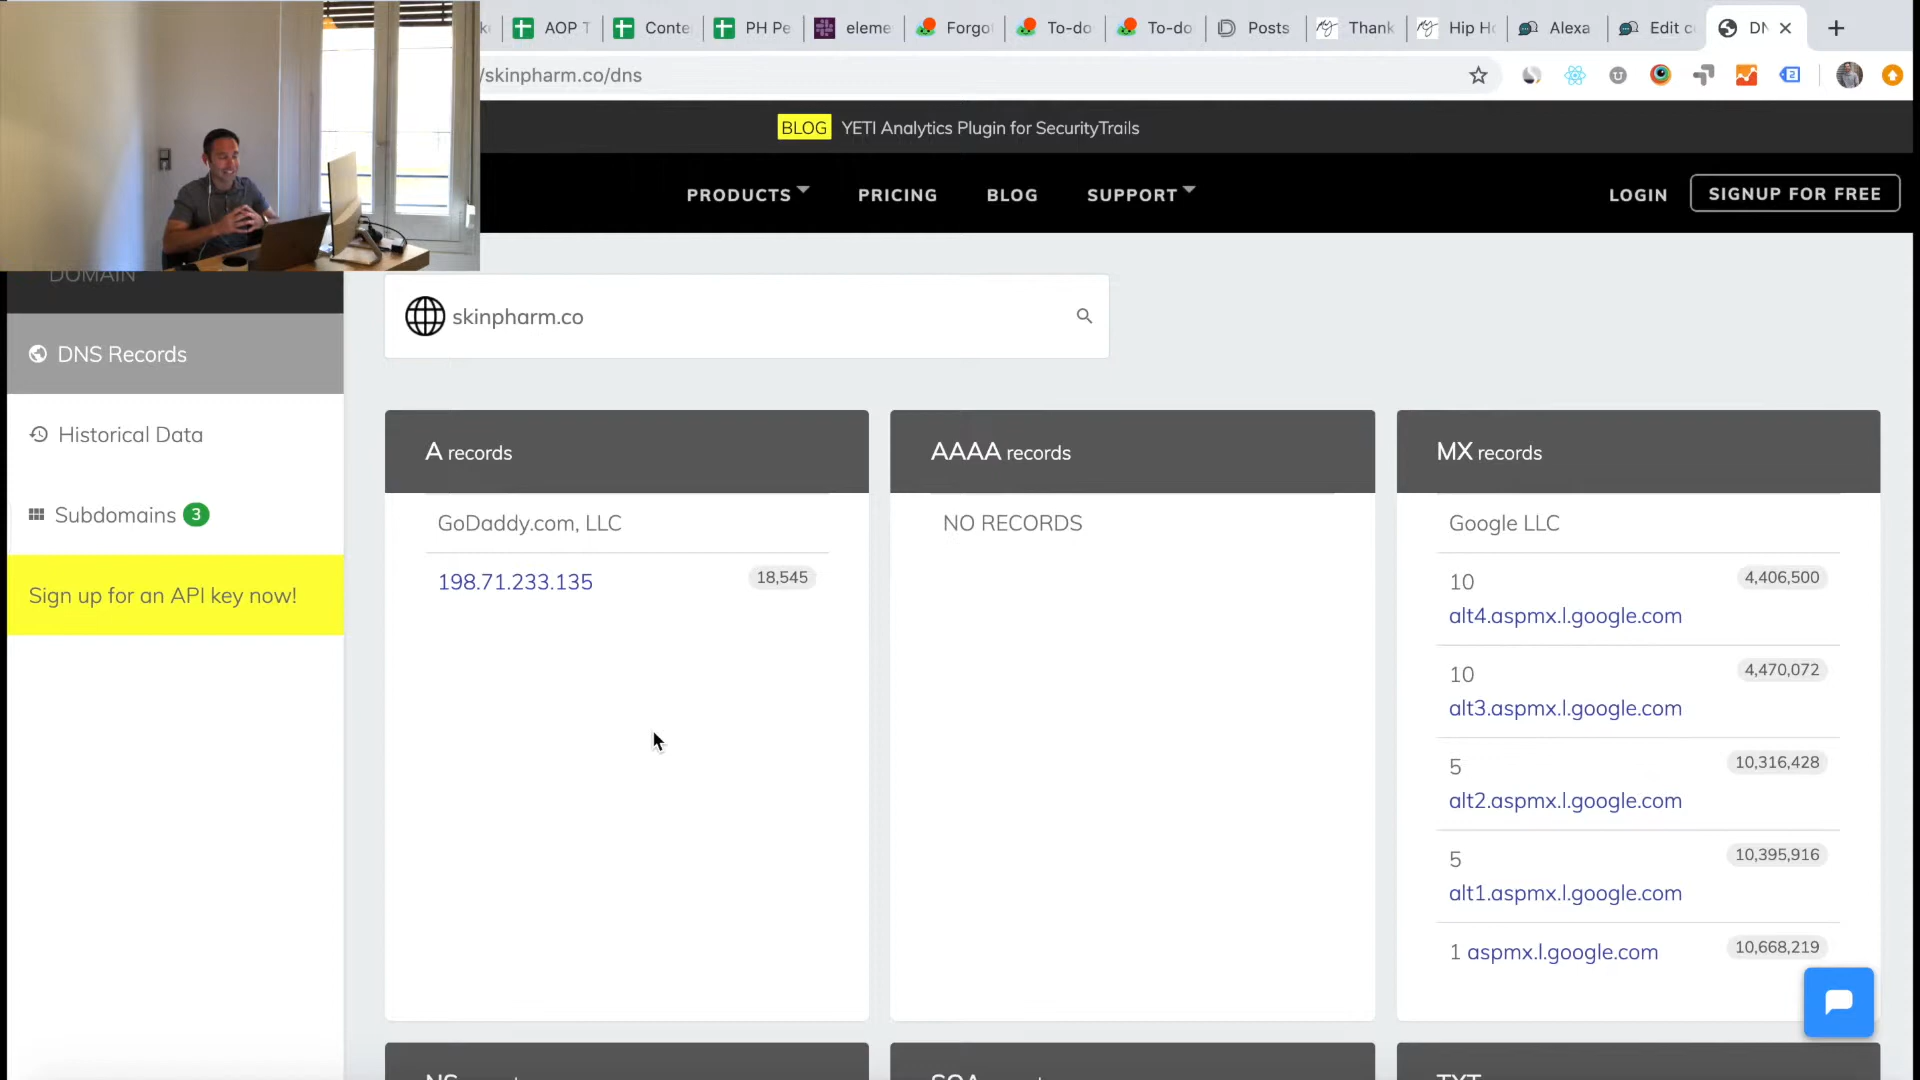 AOP T
Conte
PH Pe
eleme
Forgo
To-do
To-do
Posts
Thank
Hip Ho
Alexa
Edit c
DN
/skinpharm.co/dns
2
BLOG YETI Analytics Plugin for SecurityTrails
PRODUCTS PRICING BLOG SUPPORT LOGIN SIGNUP FOR FREE
DOMAIN
DNS Records
Historical Data
Subdomains 3
Sign up for an API key now!
skinpharm.co
A records
GoDaddy.com, LLC
198.71.233.135 18,545
AAAA records
NO RECORDS
MX records
Google LLC
10 4,406,500
alt4.aspmx.l.google.com
10 4,470,072
alt3.aspmx.l.google.com
5 10,316,428
alt2.aspmx.l.google.com
5 10,395,916
alt1.aspmx.l.google.com
1 aspmx.l.google.com 10,668,219